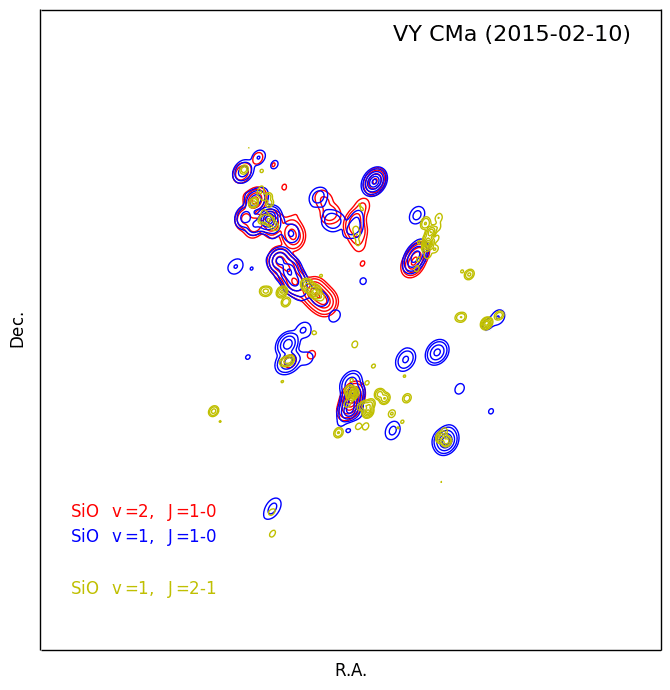 VY CMa (2015-02-10)
Dec.
SiO v=2, J=1-0
SiO v=1, J=1-0
SiO v=1, J=2-1
R.A.